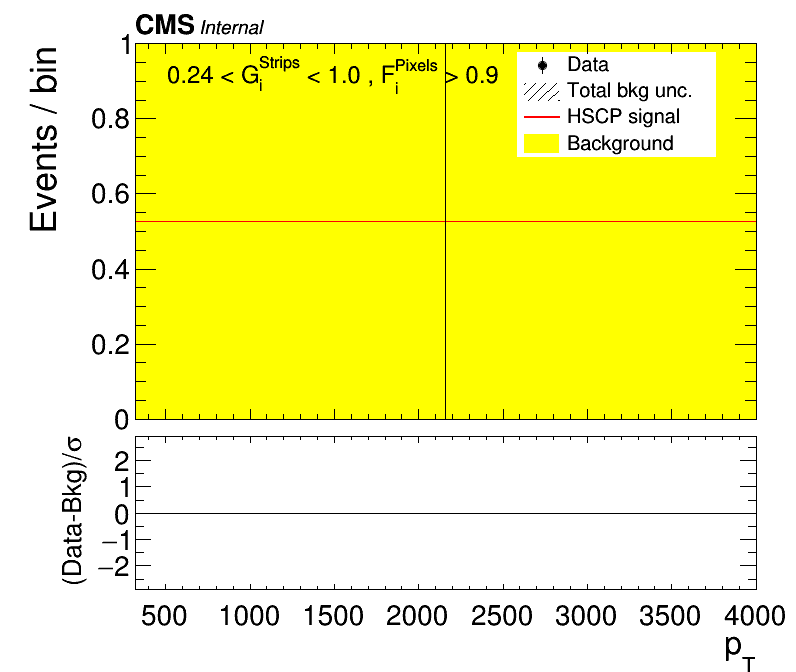 CMS Internal
0.24 < G_i^Strips < 1.0 , F_i^Pixels > 0.9
Data
Total bkg unc.
HSCP signal
Background
Events / bin
1
0.8
0.6
0.4
0.2
0
(Data-Bkg)/σ
2
1
0
−1
−2
500 1000 1500 2000 2500 3000 3500 4000
p_T